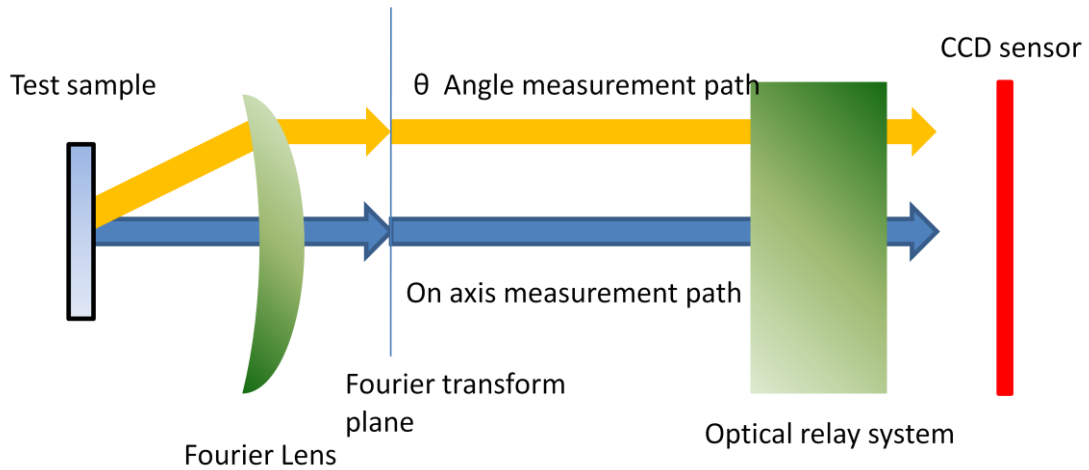 CCD sensor
Test sample
θ Angle measurement path
On axis measurement path
Fourier transform
plane
Optical relay system
Fourier Lens